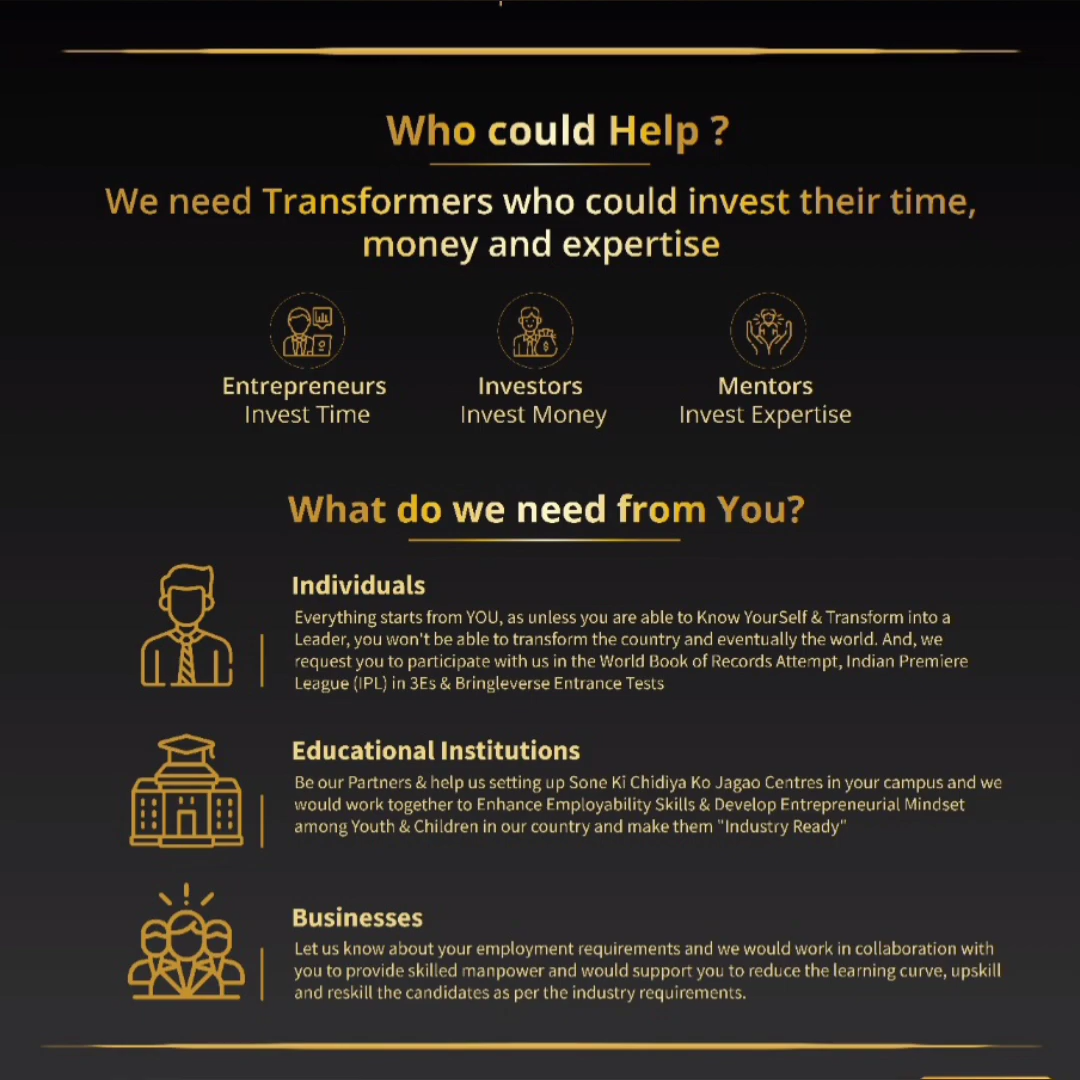 Who could Help ?
We need Transformers who could invest their time,
money and expertise
Entrepreneurs
Invest Time
Investors
Invest Money
Mentors
Invest Expertise
What do we need from You?
Individuals
Everything starts from YOU, as unless you are able to Know YourSelf & Transform into a
Leader, you won't be able to transform the country and eventually the world. And, we
request you to participate with us in the World Book of Records Attempt, Indian Premiere
League (IPL) in 3Es & Bringleverse Entrance Tests
Educational Institutions
Be our Partners & help us setting up Sone Ki Chidiya Ko Jagao Centres in your campus and we
would work together to Enhance Employability Skills & Develop Entrepreneurial Mindset
among Youth & Children in our country and make them "Industry Ready"
Businesses
Let us know about your employment requirements and we would work in collaboration with
you to provide skilled manpower and would support you to reduce the learning curve, upskill
and reskill the candidates as per the industry requirements.